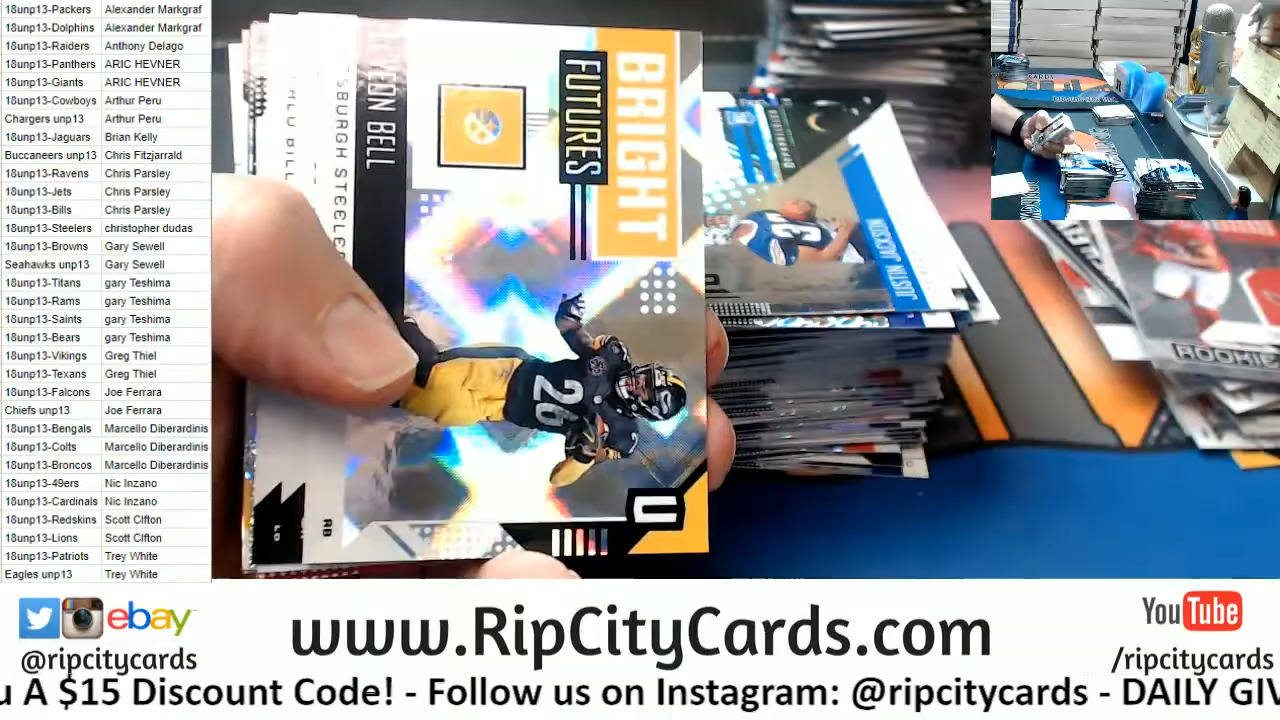 18unp13-Packers Alexander Markgraf
18unp13-Dolphins Alexander Markgraf
18unp13-Raiders Anthony Delago
18unp13-Panthers ARIC HEVNER
18unp13-Giants ARIC HEVNER
18unp13-Cowboys Arthur Peru
Chargers unp13 Arthur Peru
18unp13-Jaguars Brian Kelly
Buccaneers unp13 Chris Fitzjarrald
18unp13-Ravens Chris Parsley
18unp13-Jets Chris Parsley
18unp13-Bills Chris Parsley
18unp13-Steelers christopher dudas
18unp13-Browns Gary Sewell
Seahawks unp13 Gary Sewell
18unp13-Titans gary Teshima
18unp13-Rams gary Teshima
18unp13-Saints gary Teshima
18unp13-Bears gary Teshima
18unp13-Vikings Greg Thiel
18unp13-Texans Greg Thiel
18unp13-Falcons Joe Ferrara
Chiefs unp13 Joe Ferrara
18unp13-Bengals Marcello Diberardinis
18unp13-Colts Marcello Diberardinis
18unp13-Broncos Marcello Diberardinis
18unp13-49ers Nic Inzano
18unp13-Cardinals Nic Inzano
18unp13-Redskins Scott Clfton
18unp13-Lions Scott Clfton
18unp13-Patriots Trey White
Eagles unp13 Trey White
BRIGHT
FUTURES
BELL
26
U
RB
LB
JUSTIN JACKSON
ROOKIE
ebay
@ripcitycards
www.RipCityCards.com
YouTube
/ripcitycards
u A $15 Discount Code! - Follow us on Instagram: @ripcitycards - DAILY GIV